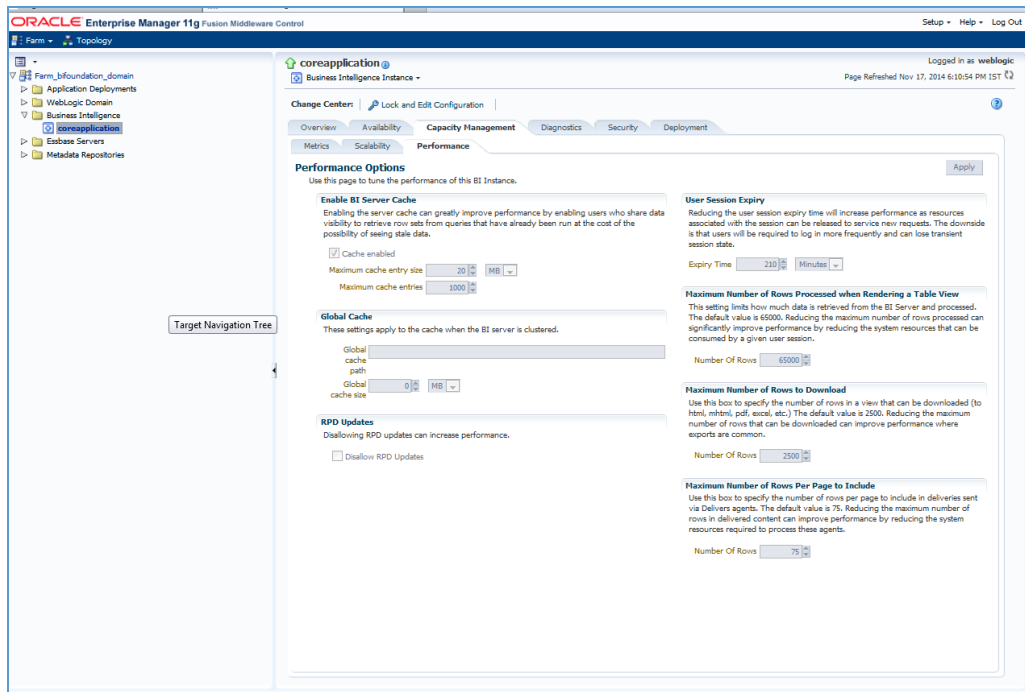 ORACLE Enterprise Manager 11g Fusion Middleware Control
Setup Help Log Out
Farm Topology
Farm_bifoundation_domain
Application Deployments
WebLogic Domain
Business Intelligence
coreapplication
Essbase Servers
Metadata Repositories
Target Navigation Tree
coreapplication
Business Intelligence Instance
Logged in as weblogic
Page Refreshed Nov 17, 2014 6:10:54 PM IST
Change Center: Lock and Edit Configuration
Overview Availability Capacity Management Diagnostics Security Deployment
Metrics Scalability Performance
Performance Options
Apply
Use this page to tune the performance of this BI Instance.
Enable BI Server Cache
Enabling the server cache can greatly improve performance by enabling users who share data
visibility to retrieve row sets from queries that have already been run at the cost of the
possibility of seeing stale data.
Cache enabled
Maximum cache entry size 20 MB
Maximum cache entries 1000
Global Cache
These settings apply to the cache when the BI server is clustered.
Global
cache
path
Global
cache size 0 MB
RPD Updates
Disallowing RPD updates can increase performance.
Disallow RPD Updates
User Session Expiry
Reducing the user session expiry time will increase performance as resources
associated with the session can be released to service new requests. The downside
is that users will be required to log in more frequently and can lose transient
session state.
Expiry Time 210 Minutes
Maximum Number of Rows Processed when Rendering a Table View
This setting limits how much data is retrieved from the BI Server and processed.
The default value is 65000. Reducing the maximum number of rows processed can
significantly improve performance by reducing the system resources that can be
consumed by a given user session.
Number Of Rows 65000
Maximum Number of Rows to Download
Use this box to specify the number of rows in a view that can be downloaded (to
html, mhtml, pdf, excel, etc.) The default value is 2500. Reducing the maximum
number of rows that can be downloaded can improve performance where
exports are common.
Number Of Rows 2500
Maximum Number of Rows Per Page to Include
Use this box to specify the number of rows per page to include in deliveries sent
via Delivers agents. The default value is 75. Reducing the maximum number of
rows in delivered content can improve performance by reducing the system
resources required to process these agents.
Number Of Rows 75